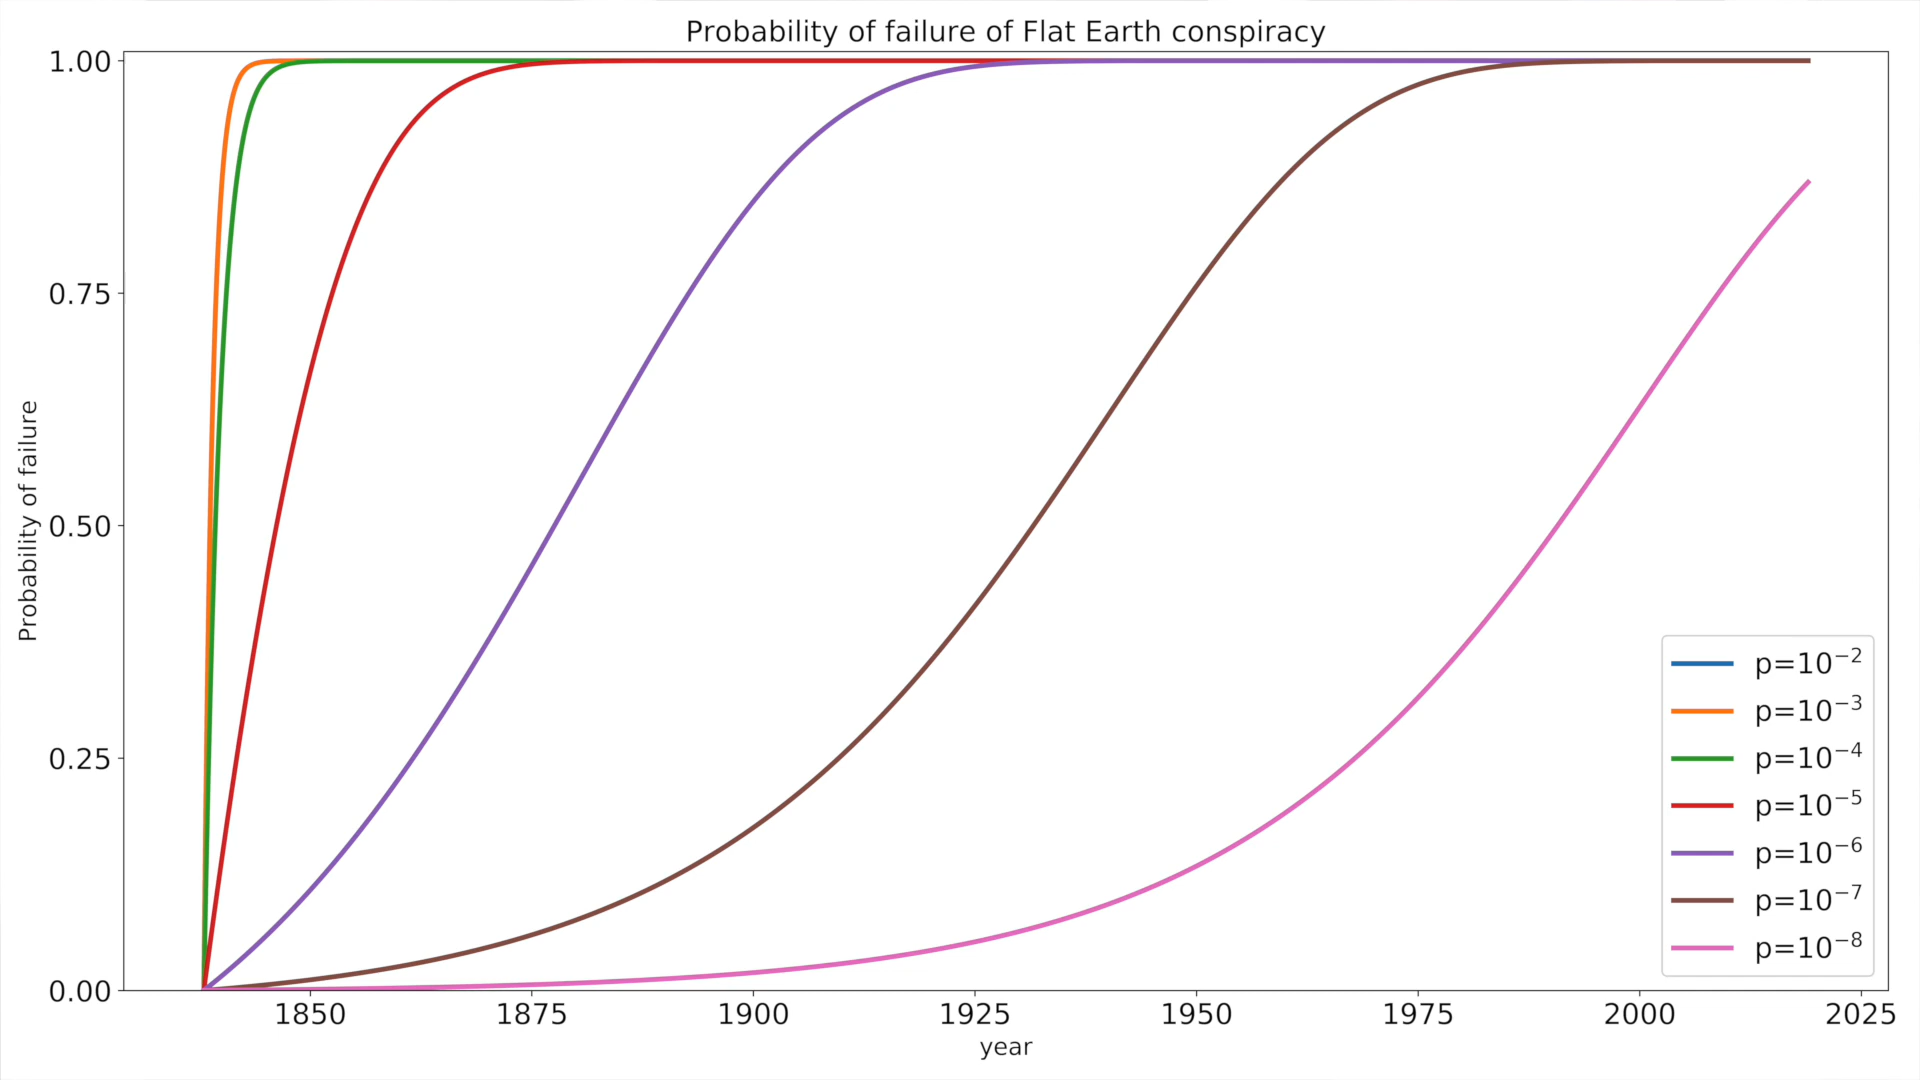 Probability of failure of Flat Earth conspiracy
1.00
0.75
0.50
0.25
0.00
Probability of failure
1850 1875 1900 1925 1950 1975 2000 2025
year
p=10⁻²
p=10⁻³
p=10⁻⁴
p=10⁻⁵
p=10⁻⁶
p=10⁻⁷
p=10⁻⁸